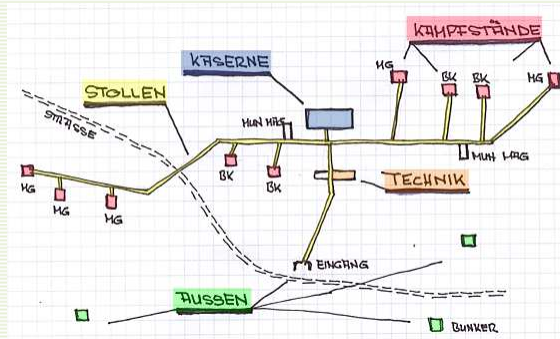 KAMPFSTÄNDE
KASERNE
MG
BK
BK
MG
STOLLEN
STRASSE
MUN MAG
MUN MAG
BK
BK
TECHNIK
MG
MG
MG
EINGANG
AUSSEN
BUNKER